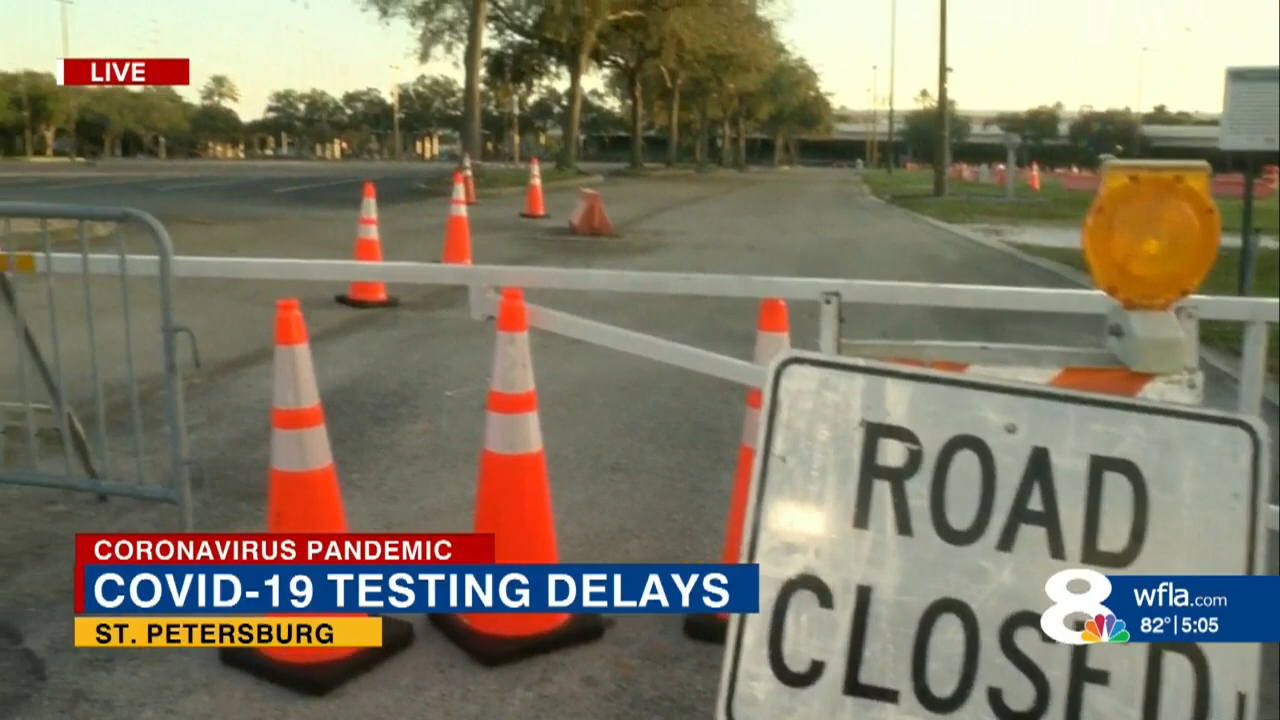 LIVE
ROAD
CLOSED
CORONAVIRUS PANDEMIC
COVID-19 TESTING DELAYS
ST. PETERSBURG
8
wfla.com
82° | 5:05